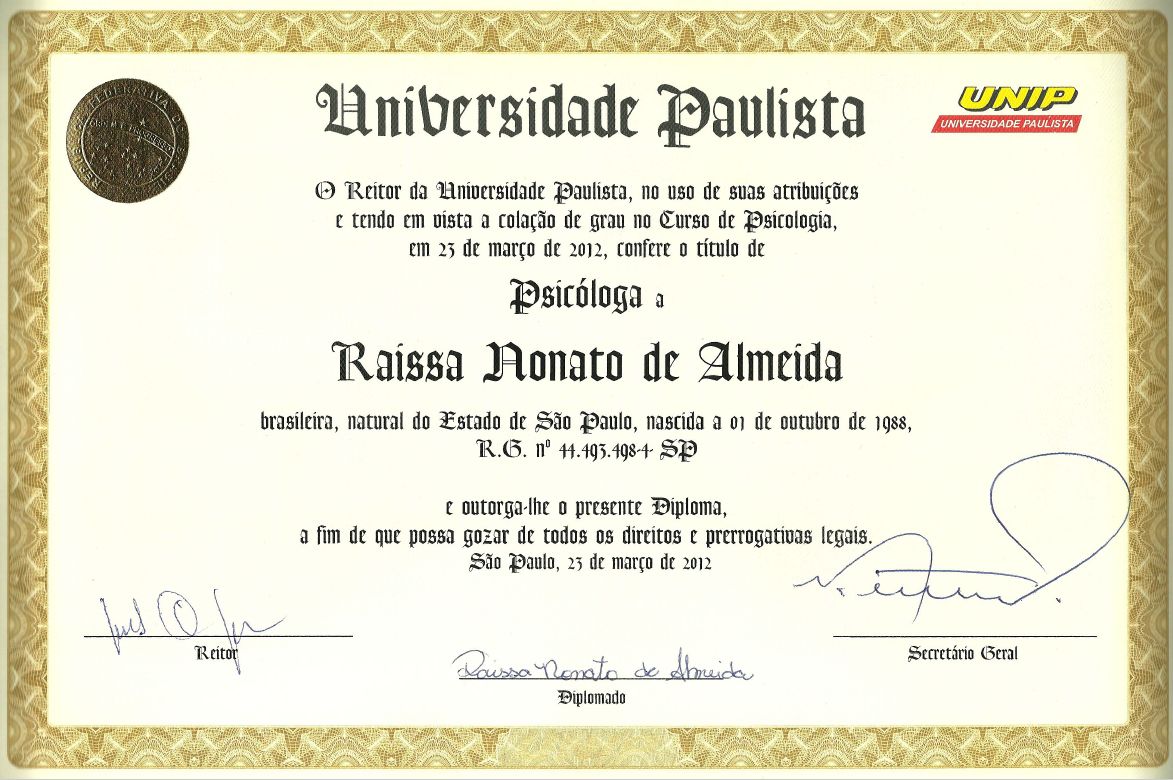 Universidade Paulista
UNIP
UNIVERSIDADE PAULISTA
O Reitor da Universidade Paulista, no uso de suas atribuições
e tendo em vista a colação de grau no Curso de Psicologia,
em 23 de março de 2012, confere o título de
Psicóloga a
Raissa Nonato de Almeida
brasileira, natural do Estado de São Paulo, nascida a 01 de outubro de 1988,
R.G. nº 44.493.498-4 SP
e outorga-lhe o presente Diploma,
a fim de que possa gozar de todos os direitos e prerrogativas legais.
São Paulo, 23 de março de 2012
Reitor
Secretário Geral
Raissa Nonato de Almeida
Diplomado